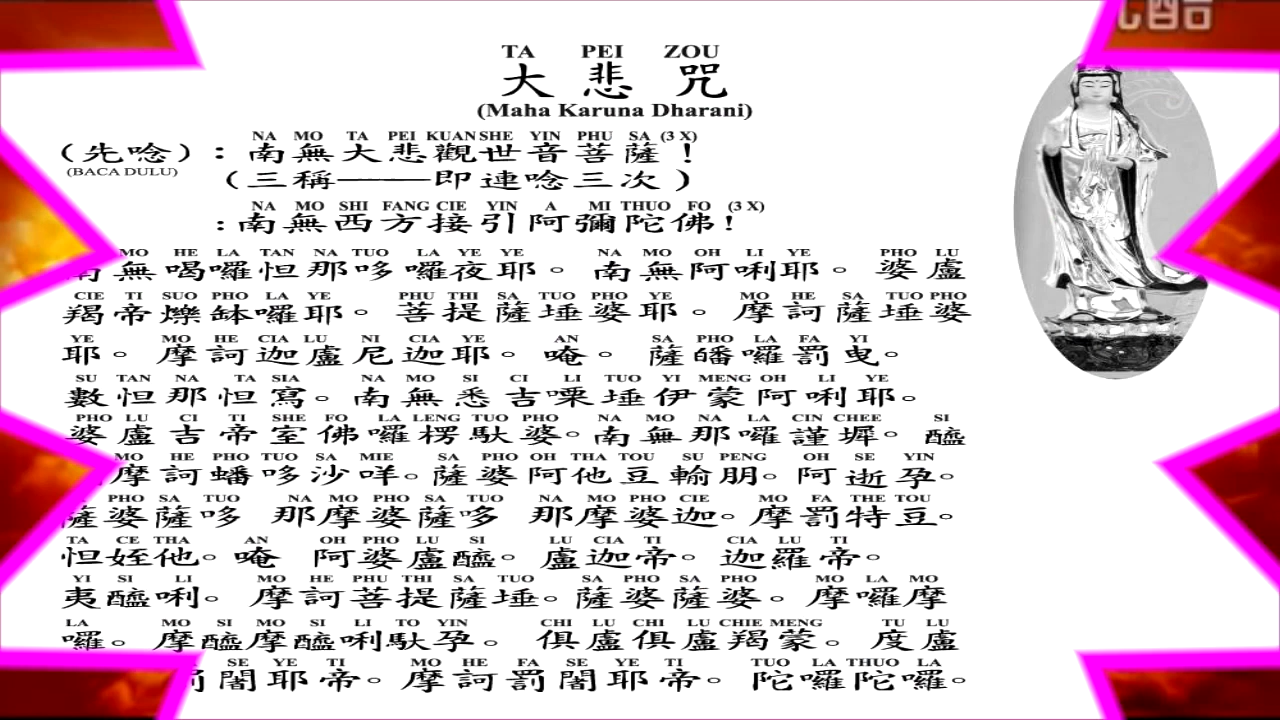 酷
TA PEI ZOU
大悲咒
(Maha Karuna Dharani)
NA MO TA PEI KUAN SHE YIN PHU SA (3 X)
(先唸)：南無大悲觀世音菩薩！
(BACA DULU)
(三稱———即連唸三次)
NA MO SHI FANG CIE YIN A MI THUO FO (3 X)
:南無西方接引阿彌陀佛!
MO HE LA TAN NA TUO LA YE YE NA MO OH LI YE PHO LU
南無喝囉怛那哆囉夜耶。南無阿唎耶。婆盧
CIE TI SUO PHO LA YE PHU THI SA TUO PHO YE MO HE SA TUO PHO
羯帝爍缽囉耶。菩提薩埵婆耶。摩訶薩埵婆
YE MO HE CIA LU NI CIA YE AN SA PHO LA FA YI
耶。摩訶迦盧尼迦耶。唵。薩皤囉罰曳。
SU TAN NA TA SIA NA MO SI CI LI TUO YI MENG OH LI YE
數怛那怛寫。南無悉吉嘌埵伊蒙阿唎耶。
PHO LU CI TI SHE FO LA LENG TUO PHO NA MO NA LA CIN CHEE SI
婆盧吉帝室佛囉楞馱婆。南無那囉謹墀。醯
MO HE PHO TUO SA MIE SA PHO OH THA TOU SU PENG OH SE YIN
摩訶蟠哆沙咩。薩婆阿他豆輸朋。阿逝孕。
PHO SA TUO NA MO PHO SA TUO NA MO PHO CIE MO FA THE TOU
薩婆薩哆 那摩婆薩哆 那摩婆迦。摩罰特豆。
TA CE THA AN OH PHO LU SI LU CIA TI CIA LU TI
怛姪他。唵 阿婆盧醯。盧迦帝。迦羅帝。
YI SI LI MO HE PHU THI SA TUO SA PHO SA PHO MO LA MO
夷醯唎。摩訶菩提薩埵。薩婆薩婆。摩囉摩
LA MO SI MO SI LI TO YIN CHI LU CHI LU CHIE MENG TU LU
囉。摩醯摩醯唎馱孕。俱盧俱盧羯蒙。度盧
SE YE TI MO HE FA SE YE TI TUO LA THUO LA
罰闍耶帝。摩訶罰闍耶帝。陀囉陀囉。